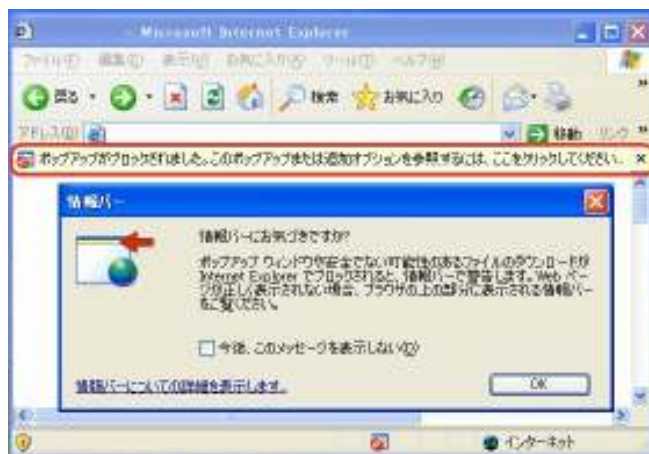 - Microsoft Internet Explorer
ファイル(F) 編集(E) 表示(V) お気に入り(A) ツール(T) ヘルプ(H)
戻る 検索 お気に入り
アドレス(D) 移動 リンク
ポップアップがブロックされました。このポップアップまたは追加オプションを参照するには、ここをクリックしてください。
情報バー
情報バーにお気づきですか?
ポップアップ ウィンドウや安全でない可能性のあるファイルのダウンロードが
Internet Explorer でブロックされると、情報バーで警告します。Web ペー
ジが正しく表示されない場合、ブラウザの上の部分に表示される情報バー
をご覧ください。
今後、このメッセージを表示しない(D)
情報バーについての詳細を表示します。 OK
インターネット